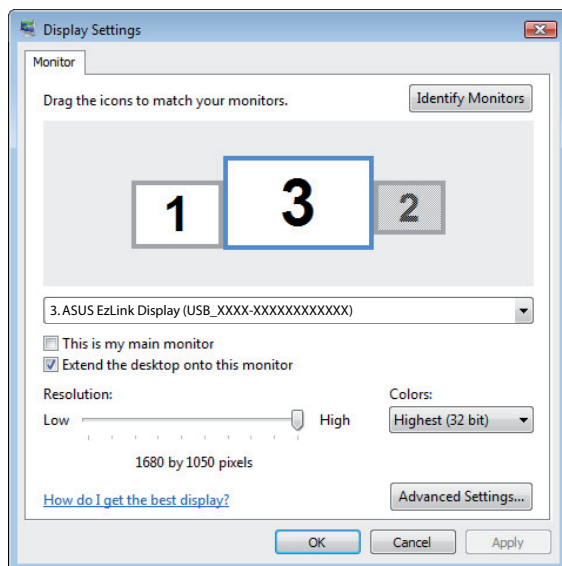 Display Settings
Monitor
Drag the icons to match your monitors.
Identify Monitors
1
3
2
3. ASUS EzLink Display (USB_XXXX-XXXXXXXXXXXX)
This is my main monitor
Extend the desktop onto this monitor
Resolution:
Colors:
Low
High
Highest (32 bit)
1680 by 1050 pixels
How do I get the best display?
Advanced Settings...
OK
Cancel
Apply